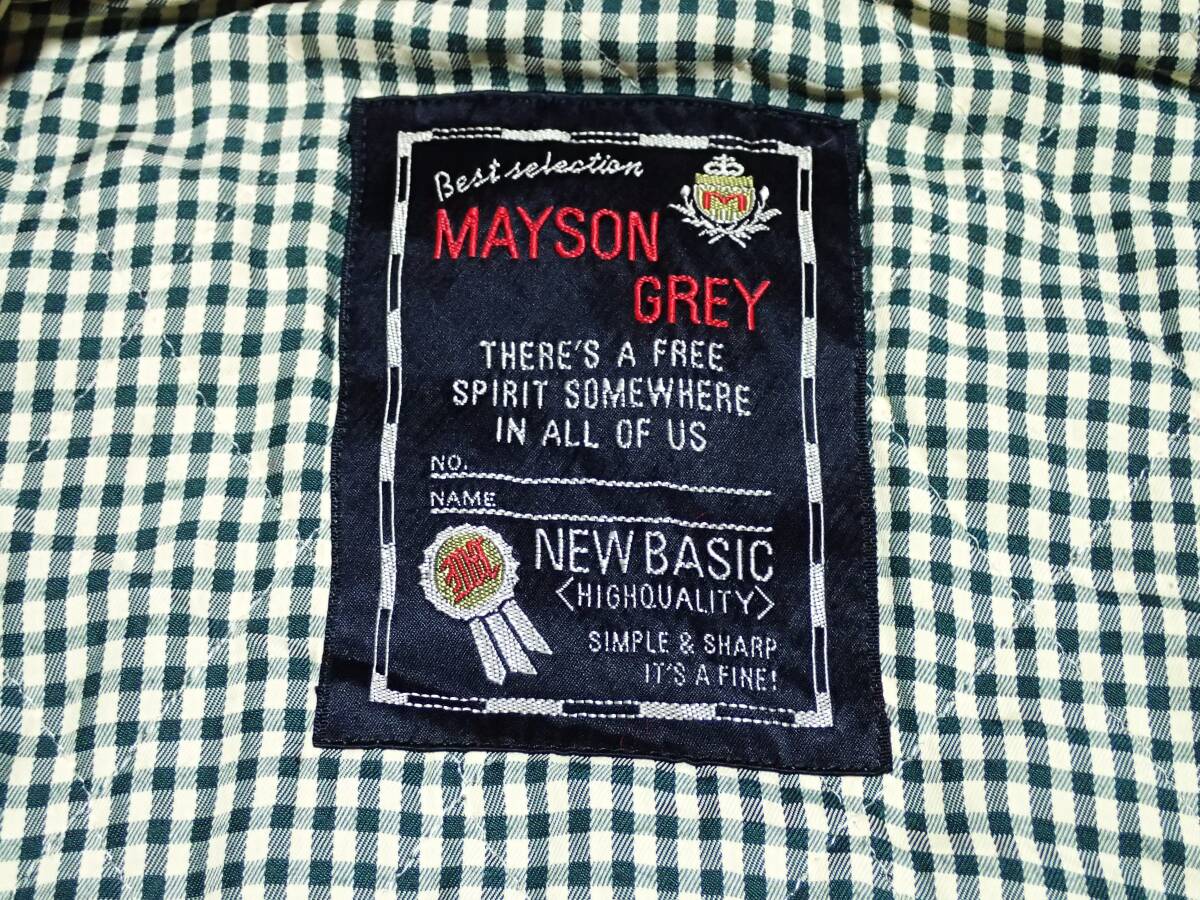 Best selection
M
MAYSON
GREY
THERE'S A FREE
SPIRIT SOMEWHERE
IN ALL OF US
NO.
NAME
NEW BASIC
<HIGHQUALITY>
SIMPLE & SHARP
IT'S A FINE!